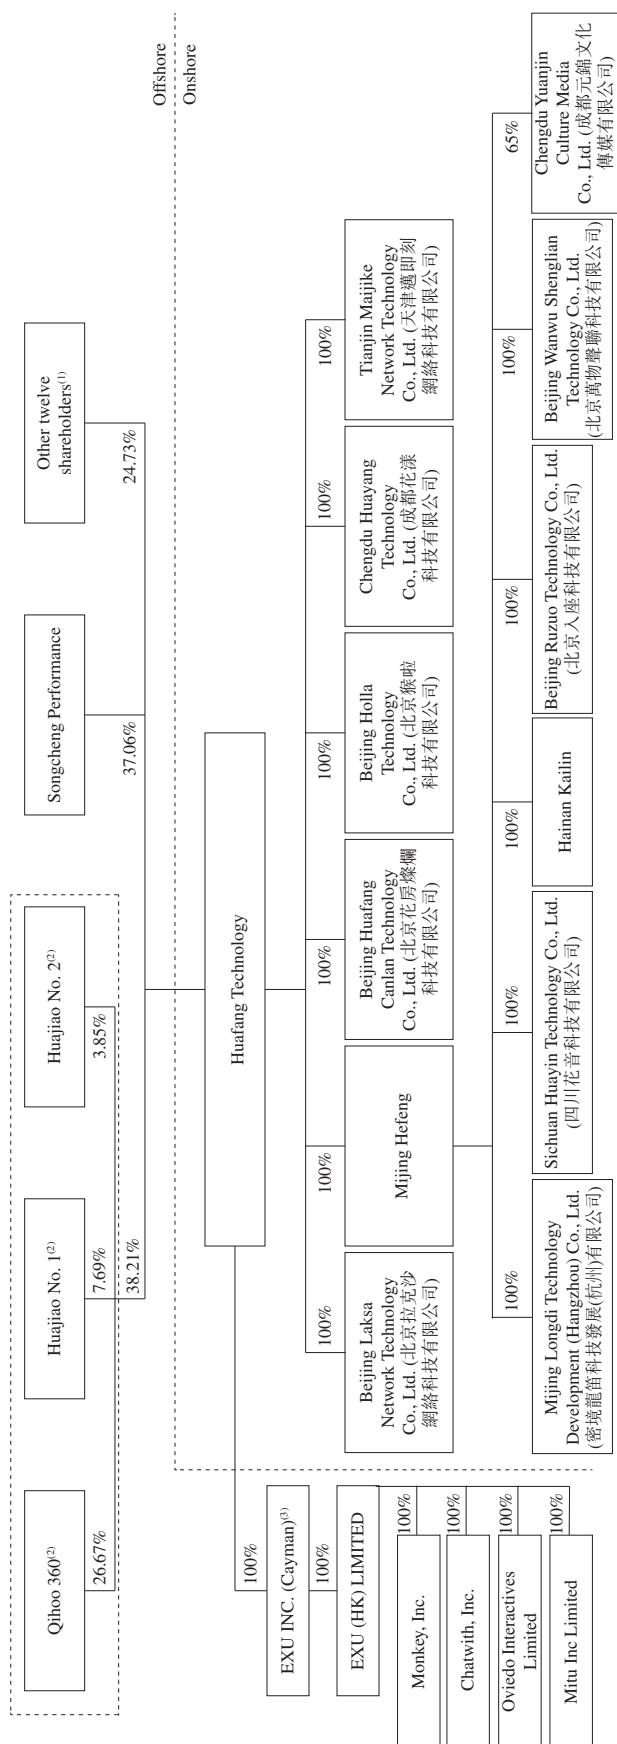 Qihoo 360(2)
Huajiao No. 1(2)
Huajiao No. 2(2)
Songcheng Performance
Other twelve
shareholders(1)
26.67%
7.69%
3.85%
38.21%
37.06%
24.73%
Offshore
Onshore
Huafang Technology
100%
EXU INC. (Cayman)(3)
100%
EXU (HK) LIMITED
100%
Monkey, Inc.
100%
Chatwith, Inc.
100%
Oviedo Interactives
Limited
100%
Mitu Inc Limited
100%
100%
100%
100%
100%
100%
Beijing Laksa
Network Technology
Co., Ltd. (北京拉克沙
網絡科技有限公司)
Mijing Hefeng
Beijing Huafang
Canlan Technology
Co., Ltd. (北京花房燦爛
科技有限公司)
Beijing Holla
Technology
Co., Ltd. (北京猴啦
科技有限公司)
Chengdu Huayang
Technology
Co., Ltd. (成都花漾
科技有限公司)
Tianjin Maijike
Network Technology
Co., Ltd. (天津邁即刻
網絡科技有限公司)
100%
100%
100%
100%
100%
65%
Mijing Longdi Technology
Development (Hangzhou) Co., Ltd.
(密境龍笛科技發展(杭州)有限公司)
Sichuan Huayin Technology Co., Ltd.
(四川花音科技有限公司)
Hainan Kailin
Beijing Ruzuo Technology Co., Ltd.
(北京入座科技有限公司)
Beijing Wanwu Shenglian
Technology Co., Ltd.
(北京萬物聲聯科技有限公司)
Chengdu Yuanjin
Culture Media
Co., Ltd. (成都元錦文化
傳媒有限公司)